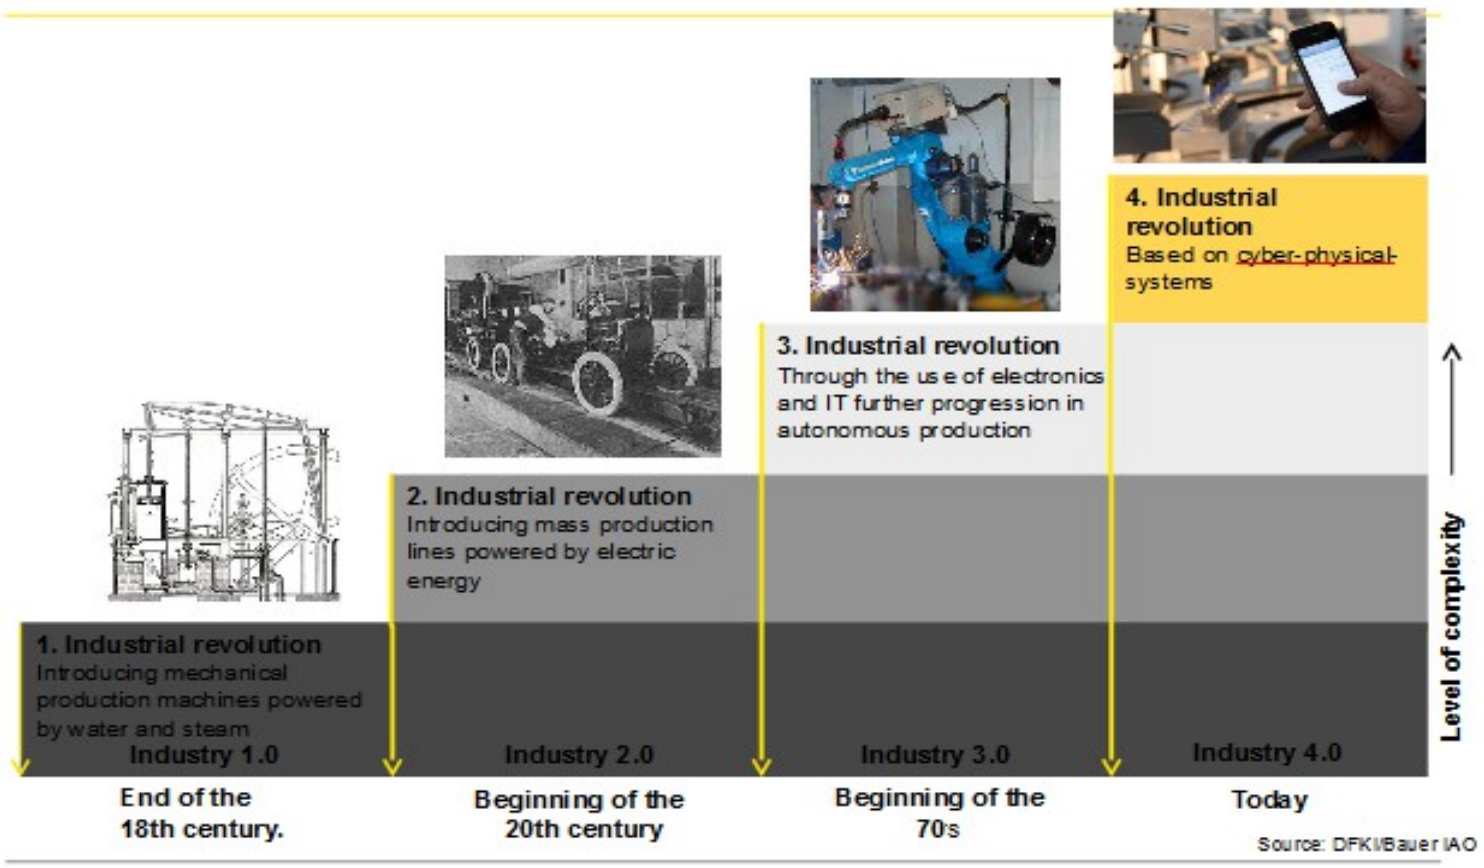 4. Industrial
revolution
Based on cyber-physical-
systems
3. Industrial revolution
Through the use of electronics
and IT further progression in
autonomous production
2. Industrial revolution
Introducing mass production
lines powered by electric
energy
1. Industrial revolution
Introducing mechanical
production machines powered
by water and steam
Level of complexity
Industry 1.0
Industry 2.0
Industry 3.0
Industry 4.0
End of the
18th century.
Beginning of the
20th century
Beginning of the
70's
Today
Source: DFKI/Bauer IAO